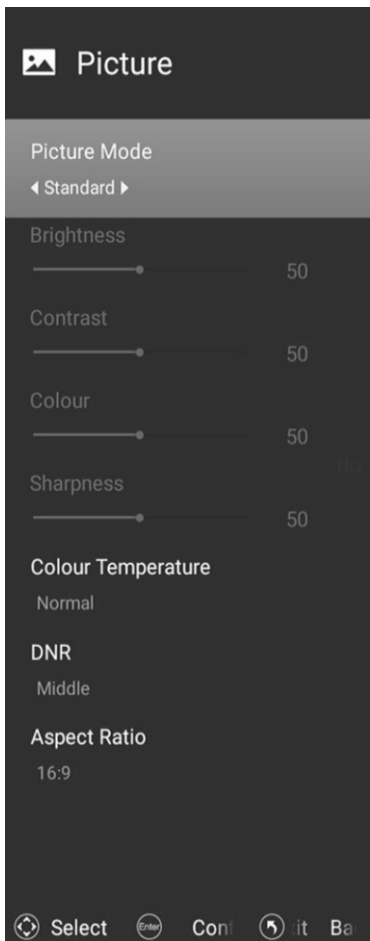 Picture
Picture Mode
Standard
Brightness
50
Contrast
50
Colour
50
Sharpness
50
Colour Temperature
Normal
DNR
Middle
Aspect Ratio
16:9
Select Enter